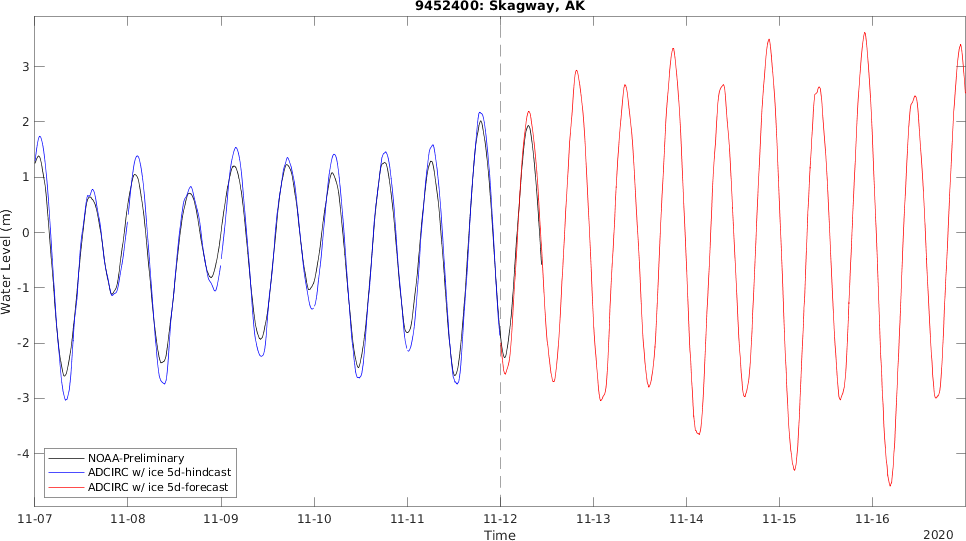 9452400: Skagway, AK
Water Level (m)
3
2
1
0
-1
-2
-3
-4
NOAA-Preliminary
ADCIRC w/ ice 5d-hindcast
ADCIRC w/ ice 5d-forecast
11-07 11-08 11-09 11-10 11-11 11-12 11-13 11-14 11-15 11-16
Time
2020